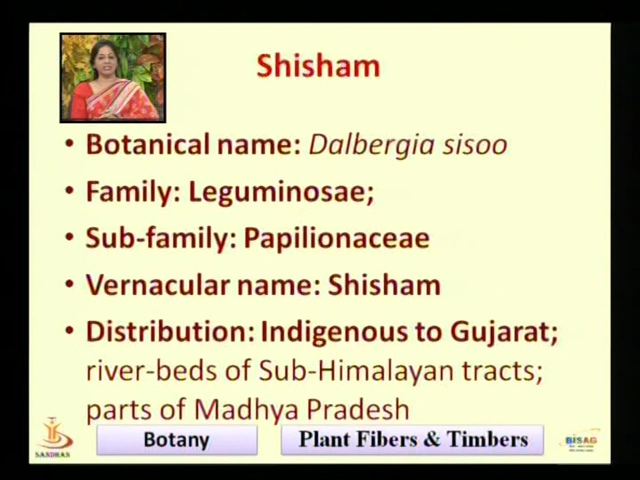 Shisham
• Botanical name: Dalbergia sisoo
• Family: Leguminosae;
• Sub-family: Papilionaceae
• Vernacular name: Shisham
• Distribution: Indigenous to Gujarat;
river-beds of Sub-Himalayan tracts;
parts of Madhya Pradesh
SANDHAN
Botany
Plant Fibers & Timbers
BISAG